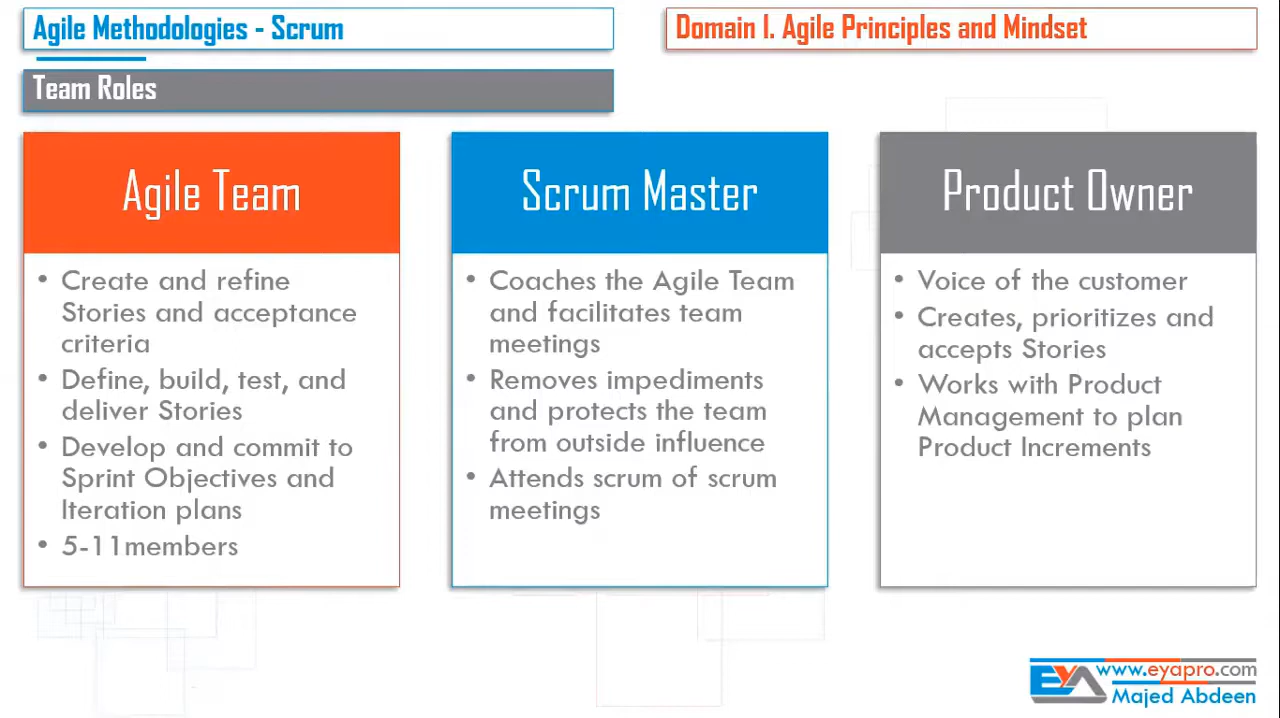 Agile Methodologies - Scrum
Domain I. Agile Principles and Mindset
Team Roles
Agile Team
• Create and refine
Stories and acceptance
criteria
• Define, build, test, and
deliver Stories
• Develop and commit to
Sprint Objectives and
Iteration plans
• 5-11members
Scrum Master
• Coaches the Agile Team
and facilitates team
meetings
• Removes impediments
and protects the team
from outside influence
• Attends scrum of scrum
meetings
Product Owner
• Voice of the customer
• Creates, prioritizes and
accepts Stories
• Works with Product
Management to plan
Product Increments
EYA
www.eyapro.com
Majed Abdeen